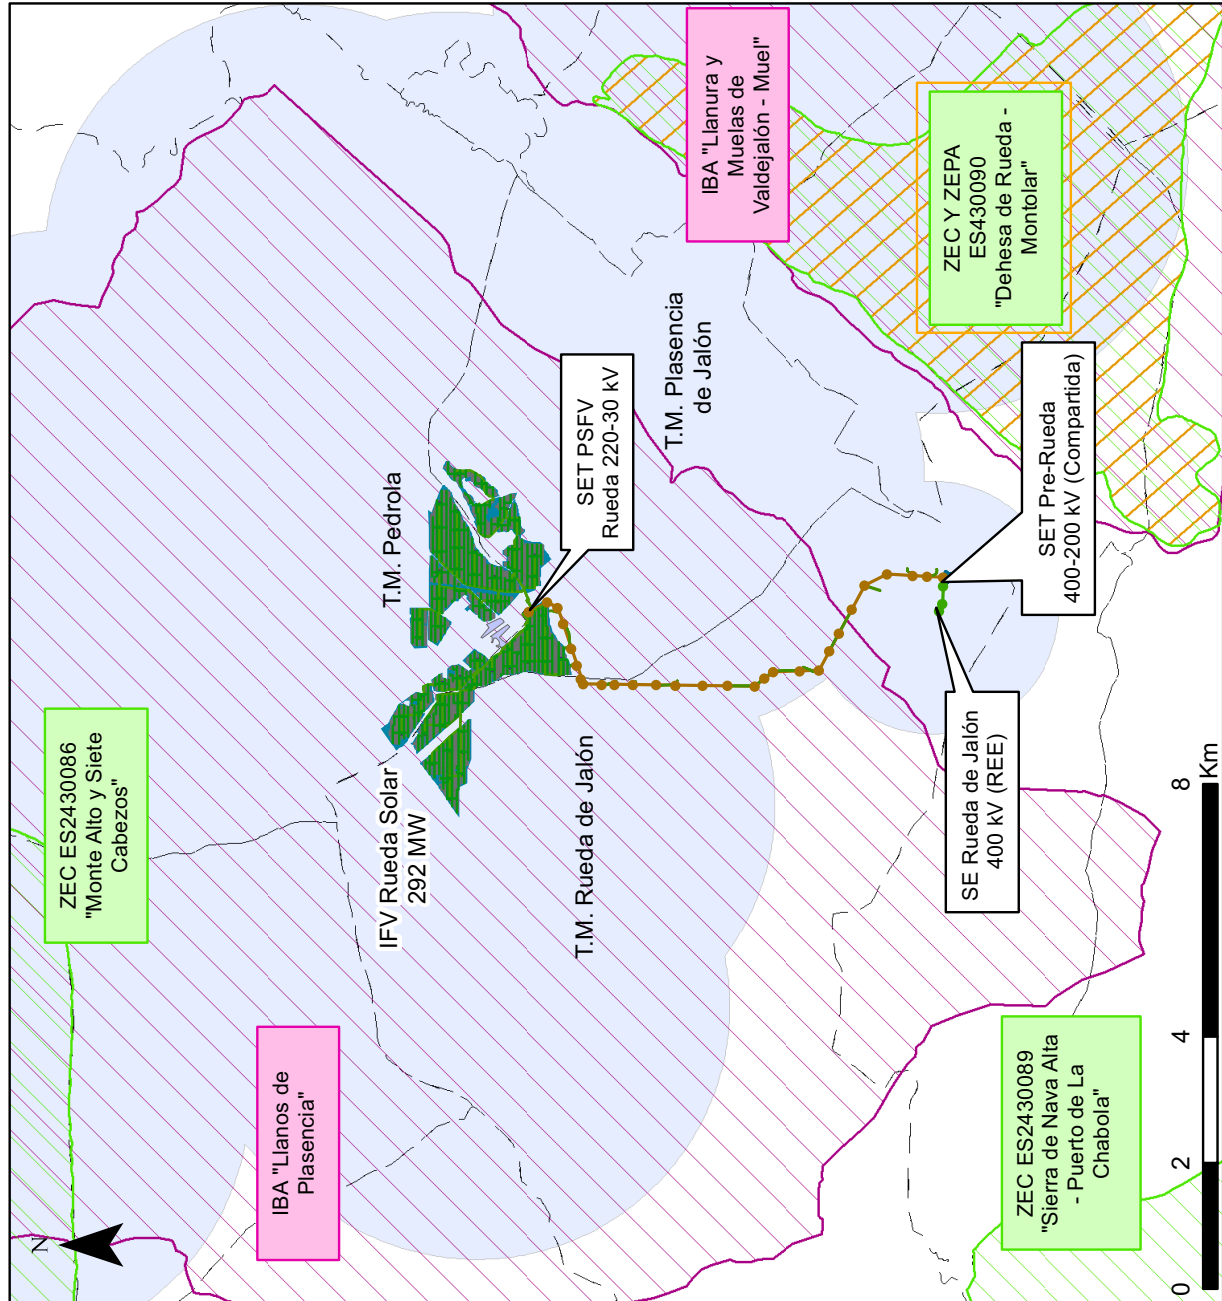 N
ZEC ES2430086
"Monte Alto y Siete
Cabezos"
IBA "Llanos de
Plasencia"
IFV Rueda Solar
292 MW
T.M. Pedrola
SET PSFV
Rueda 220-30 kV
T.M. Rueda de Jalón
T.M. Plasencia
de Jalón
IBA "Llanura y
Muelas de
Valdejalón - Muel"
ZEC Y ZEPA
ES430090
"Dehesa de Rueda -
Montolar"
SET Pre-Rueda
400-200 kV (Compartida)
SE Rueda de Jalón
400 kV (REE)
ZEC ES2430089
"Sierra de Nava Alta
- Puerto de La
Chabola"
0 2 4 8
Km